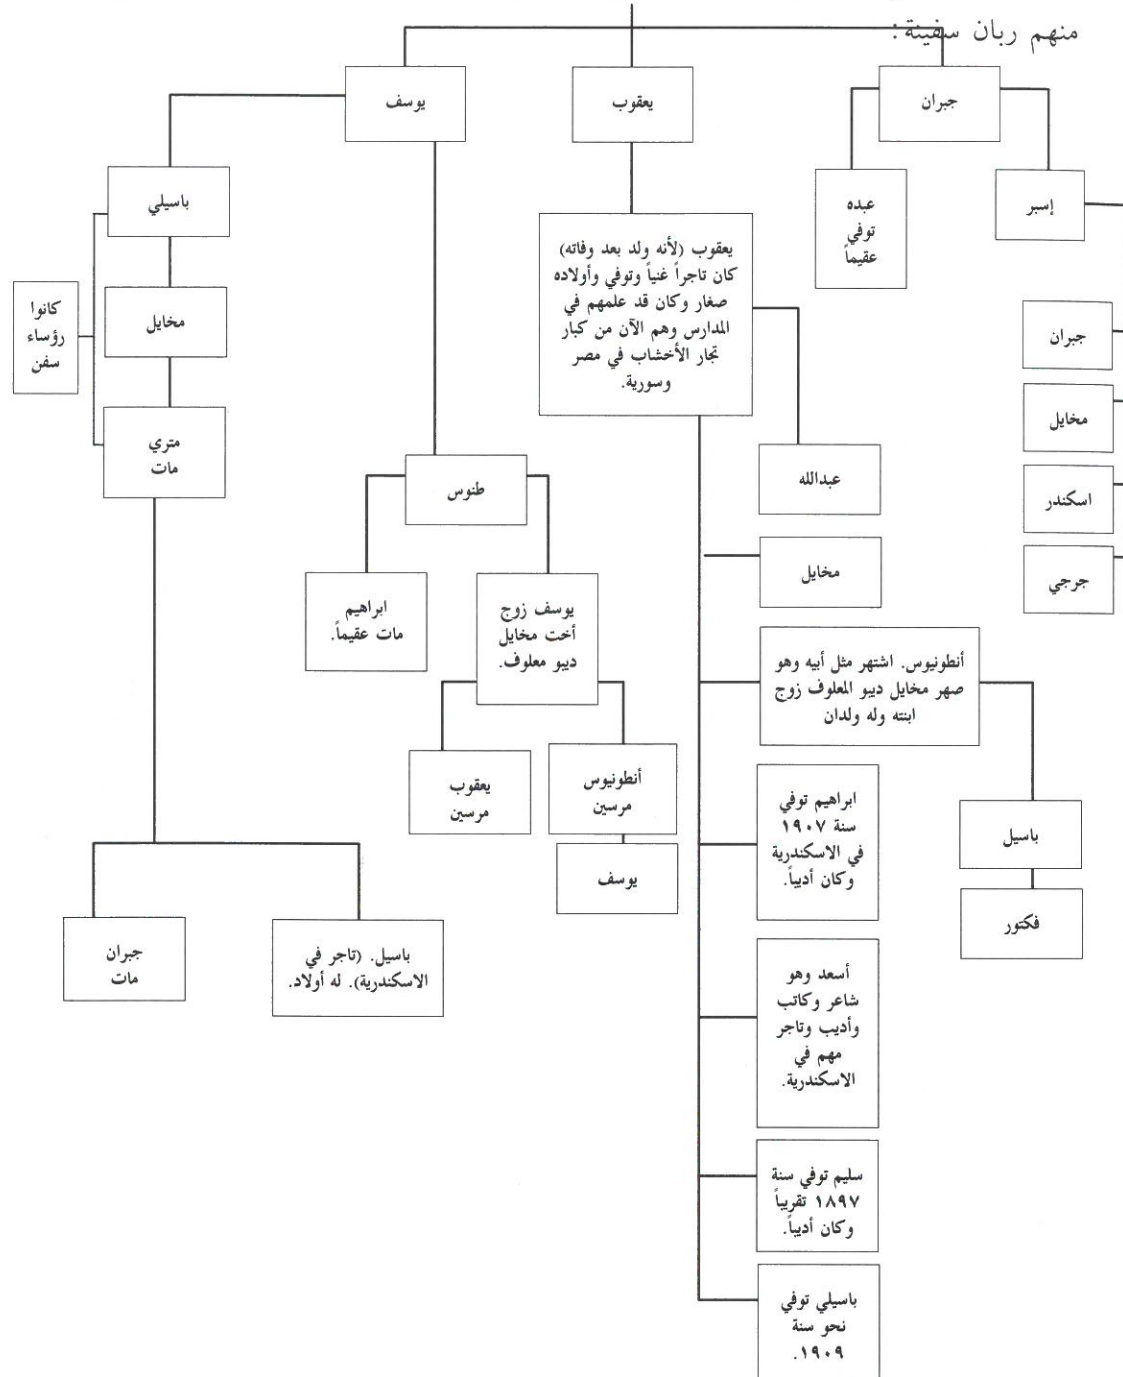 منهم ربان سفينة:
جبران
يعقوب
يوسف
إسبر
عبده
توفي
عقيماً
جبران
مخايل
اسكندر
جرجي
يعقوب (لأنه ولد بعد وفاته)
كان تاجراً غنياً وتوفي وأولاده
صغار وكان قد علمهم في
المدارس وهم الآن من كبار
تجار الأخشاب في مصر
وسورية.
عبدالله
مخايل
أنطونيوس. اشتهر مثل أبيه وهو
صهر مخايل ديبو المعلوف زوج
ابنته وله ولدان
باسيل
فكتور
ابراهيم توفي
سنة ١٩٠٧
في الاسكندرية
وكان أديباً.
أسعد وهو
شاعر وكاتب
وأديب وتاجر
مهم في
الاسكندرية.
سليم توفي سنة
١٨٩٧ تقريباً
وكان أديباً.
باسيلي توفي
نحو سنة
١٩٠٩.
طنوس
يوسف زوج
أخت مخايل
ديبو معلوف.
ابراهيم
مات عقيماً.
أنطونيوس
مرسين
يعقوب
مرسين
يوسف
باسيلي
مخايل
متري
مات
كانوا
رؤساء
سفن
باسيل. (تاجر في
الاسكندرية). له أولاد.
جبران
مات